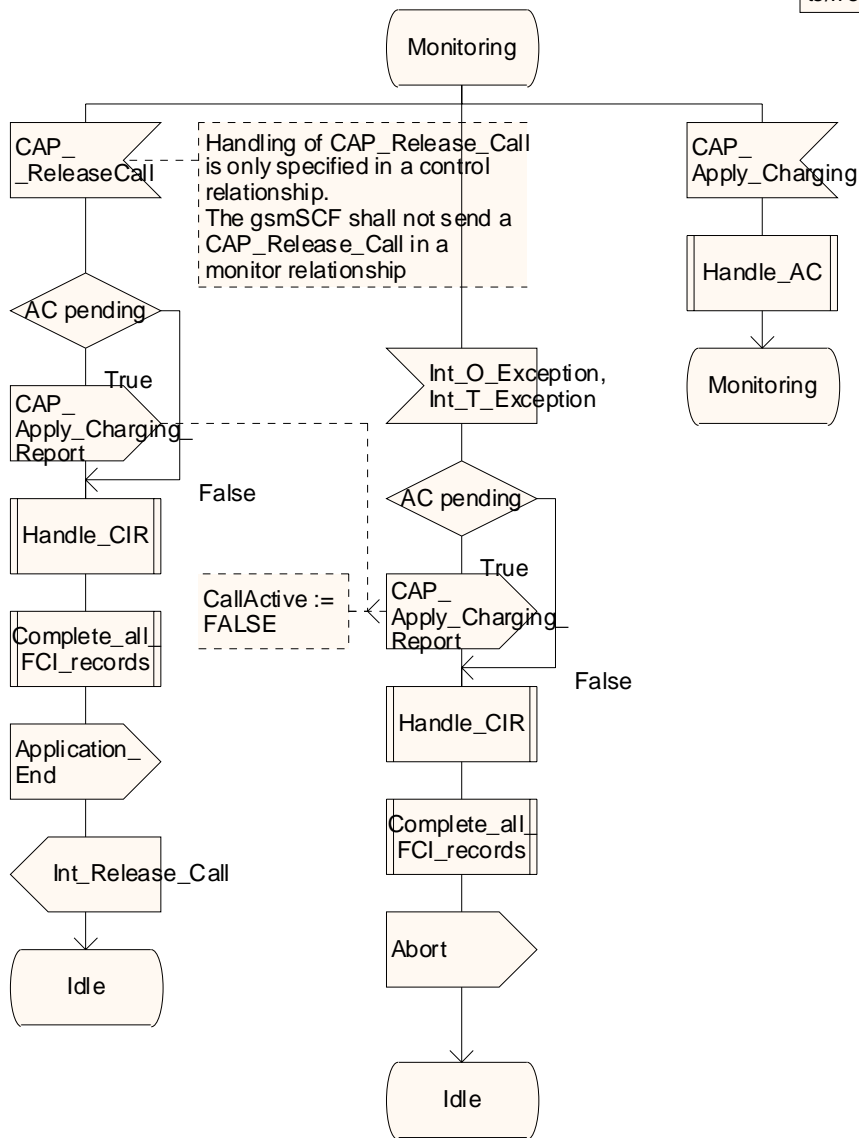 Monitoring
CAP_
_ReleaseCall
Handling of CAP_Release_Call
is only specified in a control
relationship.
The gsmSCF shall not send a
CAP_Release_Call in a
monitor relationship
CAP_
Apply_Charging
Handle_AC
Monitoring
AC pending
True
CAP_
Apply_Charging_
Report
False
Handle_CIR
Complete_all_
FCI_records
Application_
End
Int_Release_Call
Idle
Int_O_Exception,
Int_T_Exception
AC pending
True
CallActive :=
FALSE
CAP_
Apply_Charging_
Report
False
Handle_CIR
Complete_all_
FCI_records
Abort
Idle